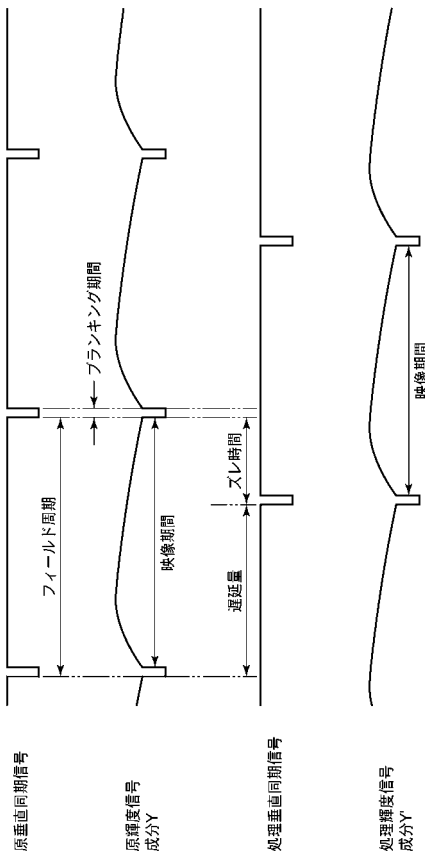 原垂直同期信号
フィールド周期
ブランキング期間
原輝度信号
成分Y
映像期間
遅延量
ズレ時間
処理垂直同期信号
処理輝度信号
成分Y'
映像期間